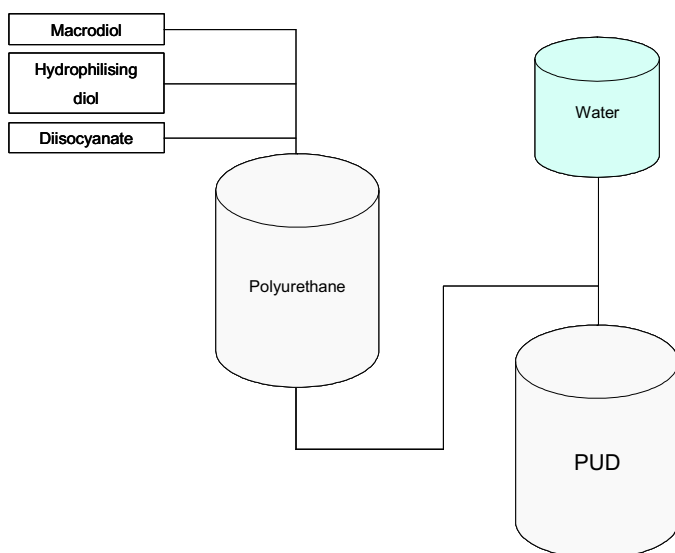 Macrodiol
Hydrophilising
diol
Diisocyanate
Water
Polyurethane
PUD